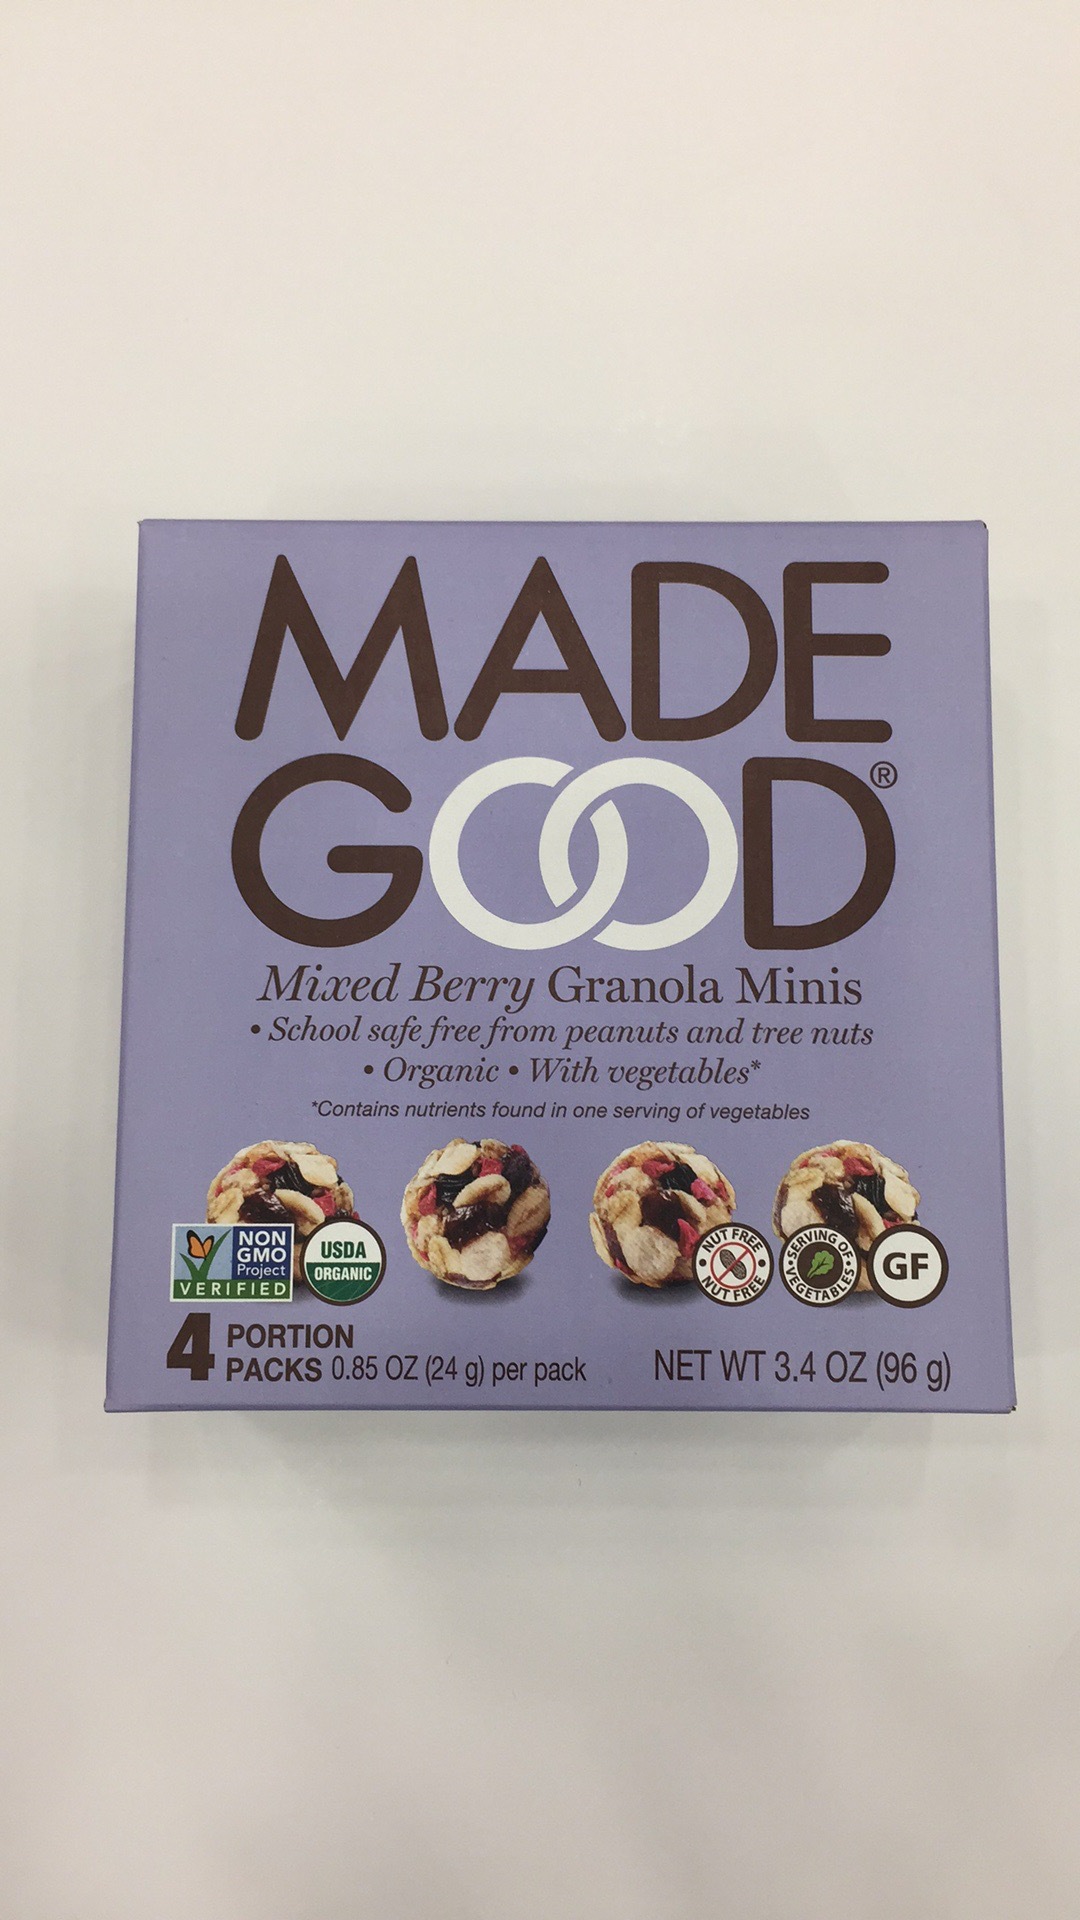 MADE
GOOD®
Mixed Berry Granola Minis
• School safe free from peanuts and tree nuts
• Organic • With vegetables*
*Contains nutrients found in one serving of vegetables
NON
GMO
Project
VERIFIED
USDA
ORGANIC
NUT FREE
NUT FREE
SERVING OF
VEGETABLES
GF
4 PORTION
PACKS 0.85 OZ (24 g) per pack
NET WT 3.4 OZ (96 g)